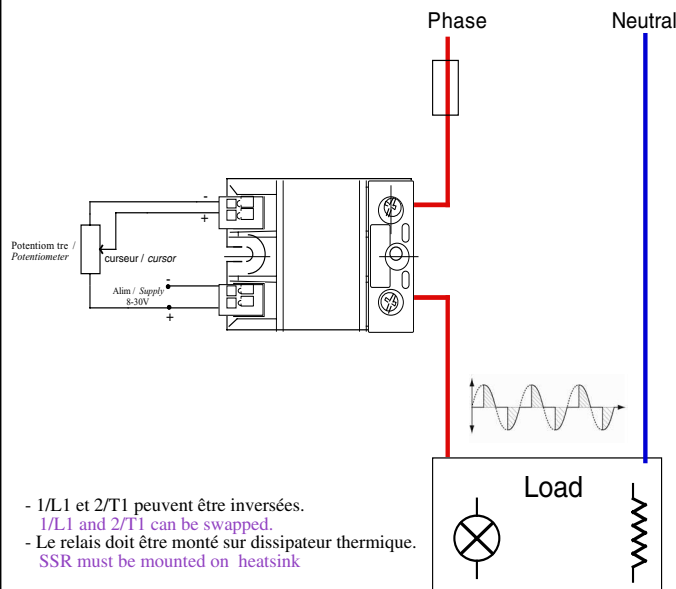 Phase
Neutral
-
+
Potentiom tre /
Potentiometer
curseur / cursor
-
Alim / Supply
8-30V
+
Load
- 1/L1 et 2/T1 peuvent être inversées.
1/L1 and 2/T1 can be swapped.
- Le relais doit être monté sur dissipateur thermique.
SSR must be mounted on heatsink